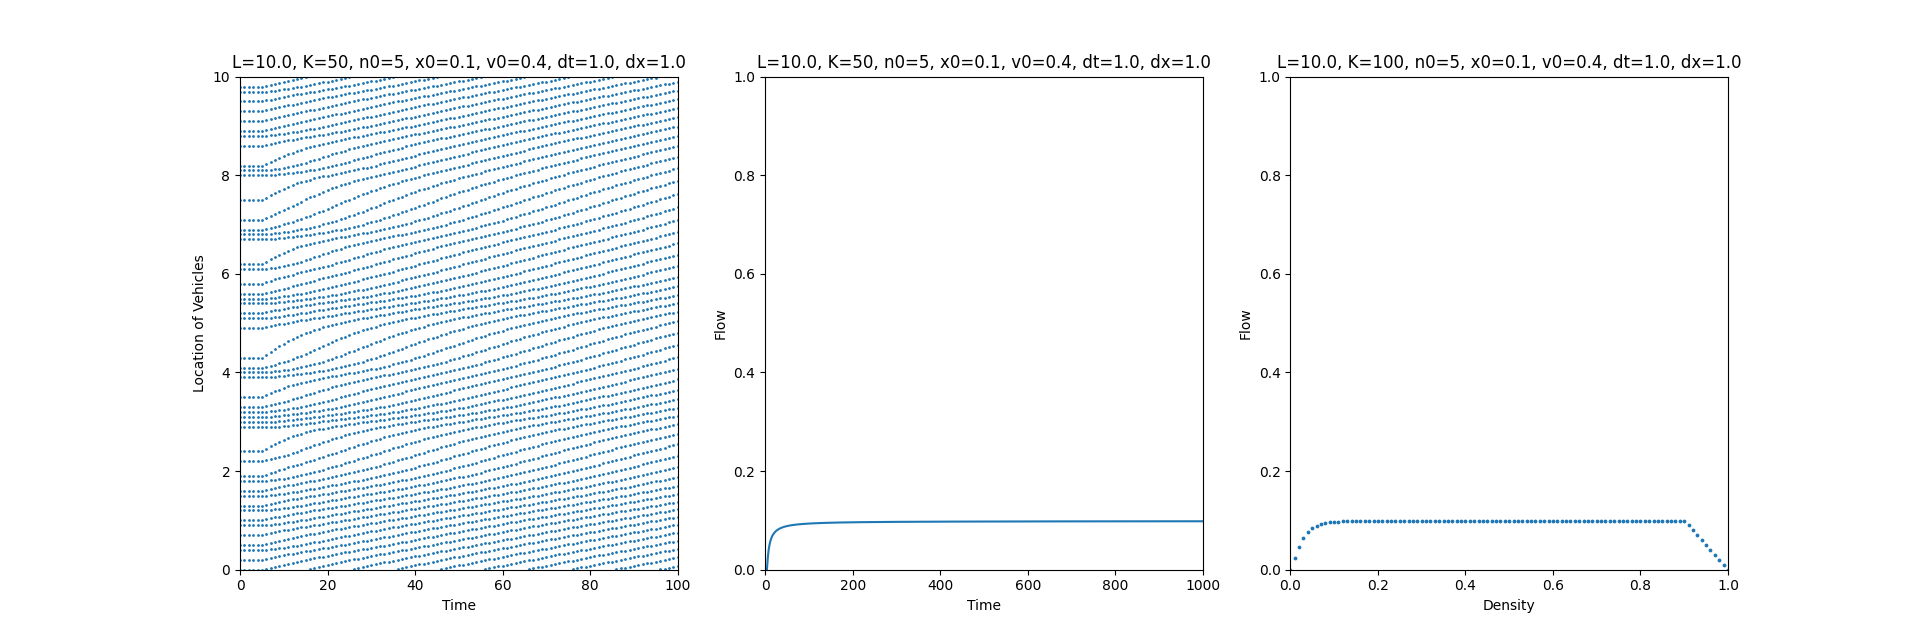 L=10.0, K=50, n0=5, x0=0.1, v0=0.4, dt=1.0, dx=1.0
Location of Vehicles
10
8
6
4
2
0
0 20 40 60 80 100
Time
L=10.0, K=50, n0=5, x0=0.1, v0=0.4, dt=1.0, dx=1.0
Flow
1.0
0.8
0.6
0.4
0.2
0.0
0 200 400 600 800 1000
Time
L=10.0, K=100, n0=5, x0=0.1, v0=0.4, dt=1.0, dx=1.0
Flow
1.0
0.8
0.6
0.4
0.2
0.0
0.0 0.2 0.4 0.6 0.8 1.0
Density